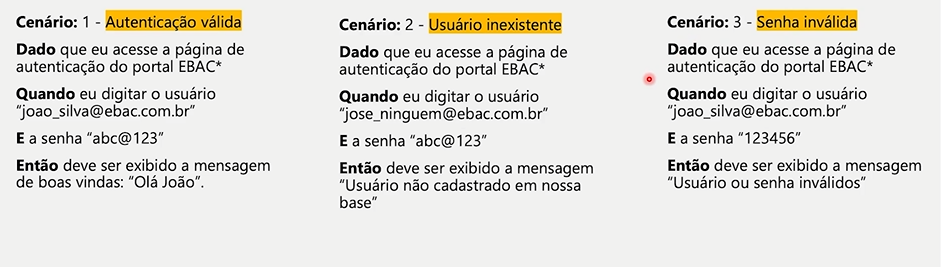 Cenário: 1 - Autenticação válida
Dado que eu acesse a página de
autenticação do portal EBAC*
Quando eu digitar o usuário
“joao_silva@ebac.com.br”
E a senha “abc@123”
Então deve ser exibido a mensagem
de boas vindas: “Olá João”.
Cenário: 2 - Usuário inexistente
Dado que eu acesse a página de
autenticação do portal EBAC*
Quando eu digitar o usuário
“jose_ninguem@ebac.com.br”
E a senha “abc@123”
Então deve ser exibido a mensagem
“Usuário não cadastrado em nossa
base”
Cenário: 3 - Senha inválida
Dado que eu acesse a página de
autenticação do portal EBAC*
Quando eu digitar o usuário
“joao_silva@ebac.com.br”
E a senha “123456”
Então deve ser exibido a mensagem
“Usuário ou senha inválidos”